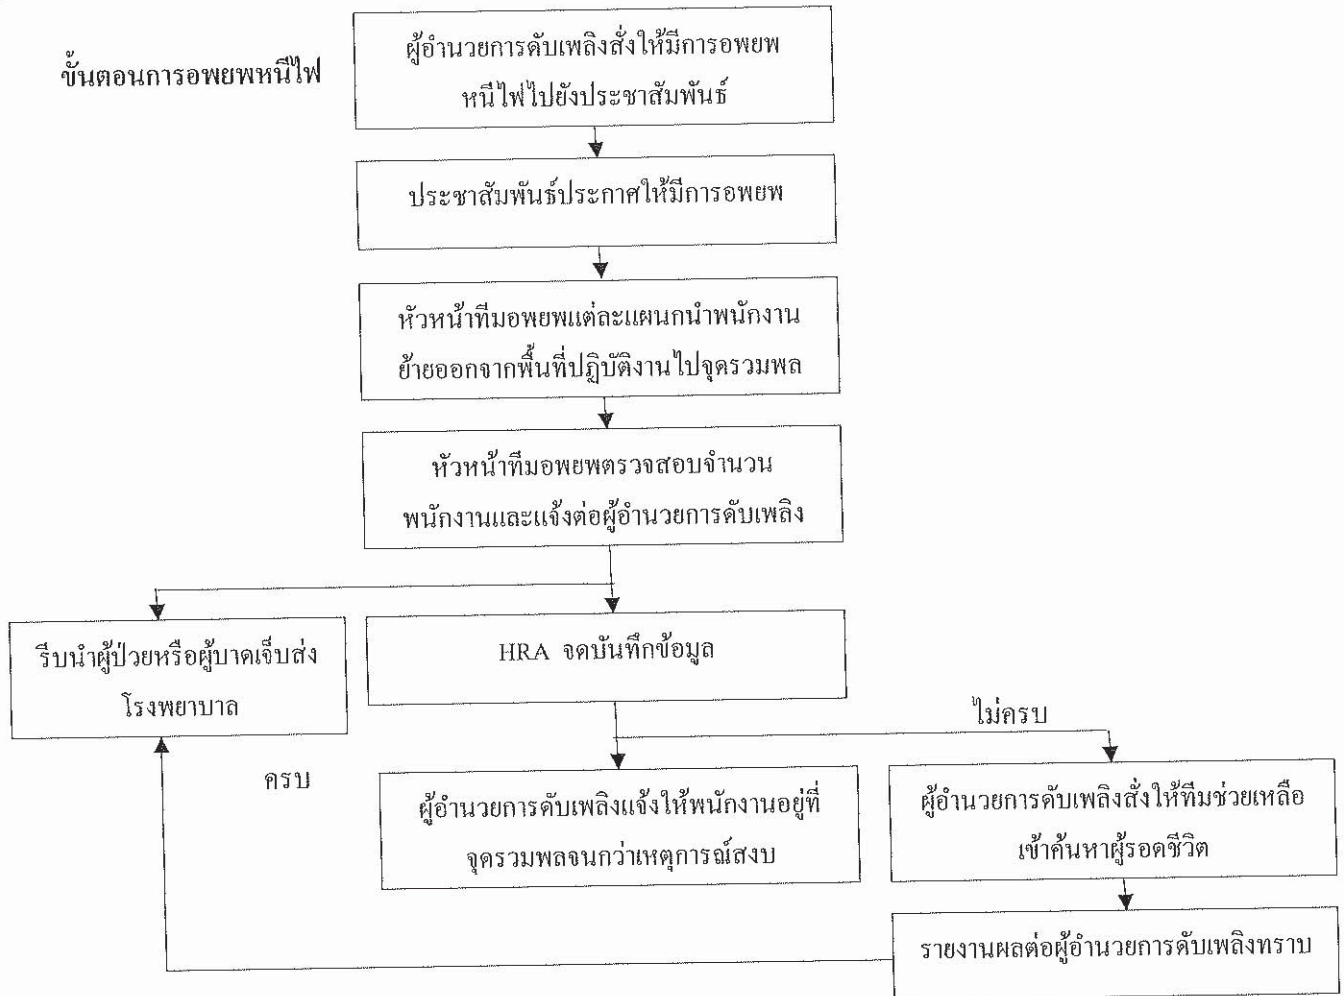 ขั้นตอนการอพยพหนีไฟ
ผู้อำนวยการดับเพลิงสั่งให้มีการอพยพ
หนีไฟไปยังประชาสัมพันธ์
ประชาสัมพันธ์ประกาศให้มีการอพยพ
หัวหน้าทีมอพยพแต่ละแผนกนำพนักงาน
ย้ายออกจากพื้นที่ปฏิบัติงานไปจุดรวมพล
หัวหน้าทีมอพยพตรวจสอบจำนวน
พนักงานและแจ้งต่อผู้อำนวยการดับเพลิง
รีบนำผู้ป่วยหรือผู้บาดเจ็บส่ง
โรงพยาบาล
HRA จดบันทึกข้อมูล
ไม่ครบ
ครบ
ผู้อำนวยการดับเพลิงแจ้งให้พนักงานอยู่ที่
จุดรวมพลจนกว่าเหตุการณ์สงบ
ผู้อำนวยการดับเพลิงสั่งให้ทีมช่วยเหลือ
เข้าค้นหาผู้รอดชีวิต
รายงานผลต่อผู้อำนวยการดับเพลิงทราบ